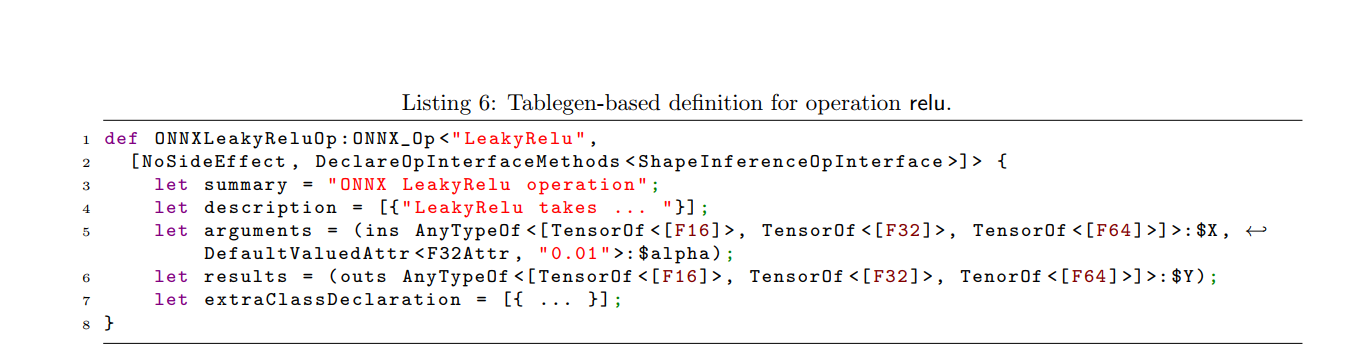 Listing 6: Tablegen-based definition for operation relu.
1 def ONNXLeakyReluOp:ONNX_Op<"LeakyRelu",
2 [NoSideEffect, DeclareOpInterfaceMethods<ShapeInferenceOpInterface>]> {
3 let summary = "ONNX LeakyRelu operation";
4 let description = [{"LeakyRelu takes ... "}];
5 let arguments = (ins AnyTypeOf<[TensorOf<[F16]>, TensorOf<[F32]>, TensorOf<[F64]>]>:$X, ↩
DefaultValuedAttr<F32Attr, "0.01">:$alpha);
6 let results = (outs AnyTypeOf<[TensorOf<[F16]>, TensorOf<[F32]>, TenorOf<[F64]>]>:$Y);
7 let extraClassDeclaration = [{ ... }];
8 }